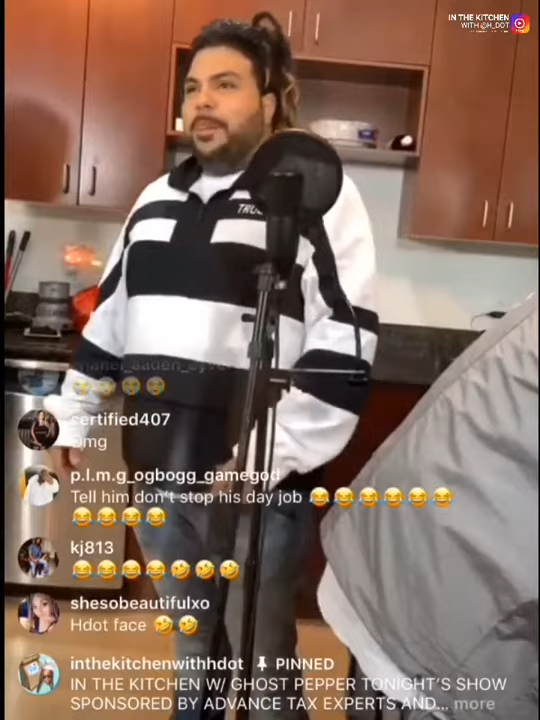 IN THE KITCHEN
WITH @H_DOT
TRUE
certified407
Omg
p.l.m.g_ogbogg_gamegod
Tell him don't stop his day job 😂😂😂😂😂😂
😂😂😂😂
kj813
😂😂😂😂🤣🤣🤣
shesobeautifulxo
Hdot face 🤣🤣
inthekitchenwithhdot PINNED
IN THE KITCHEN W/ GHOST PEPPER TONIGHT'S SHOW
SPONSORED BY ADVANCE TAX EXPERTS AND... more